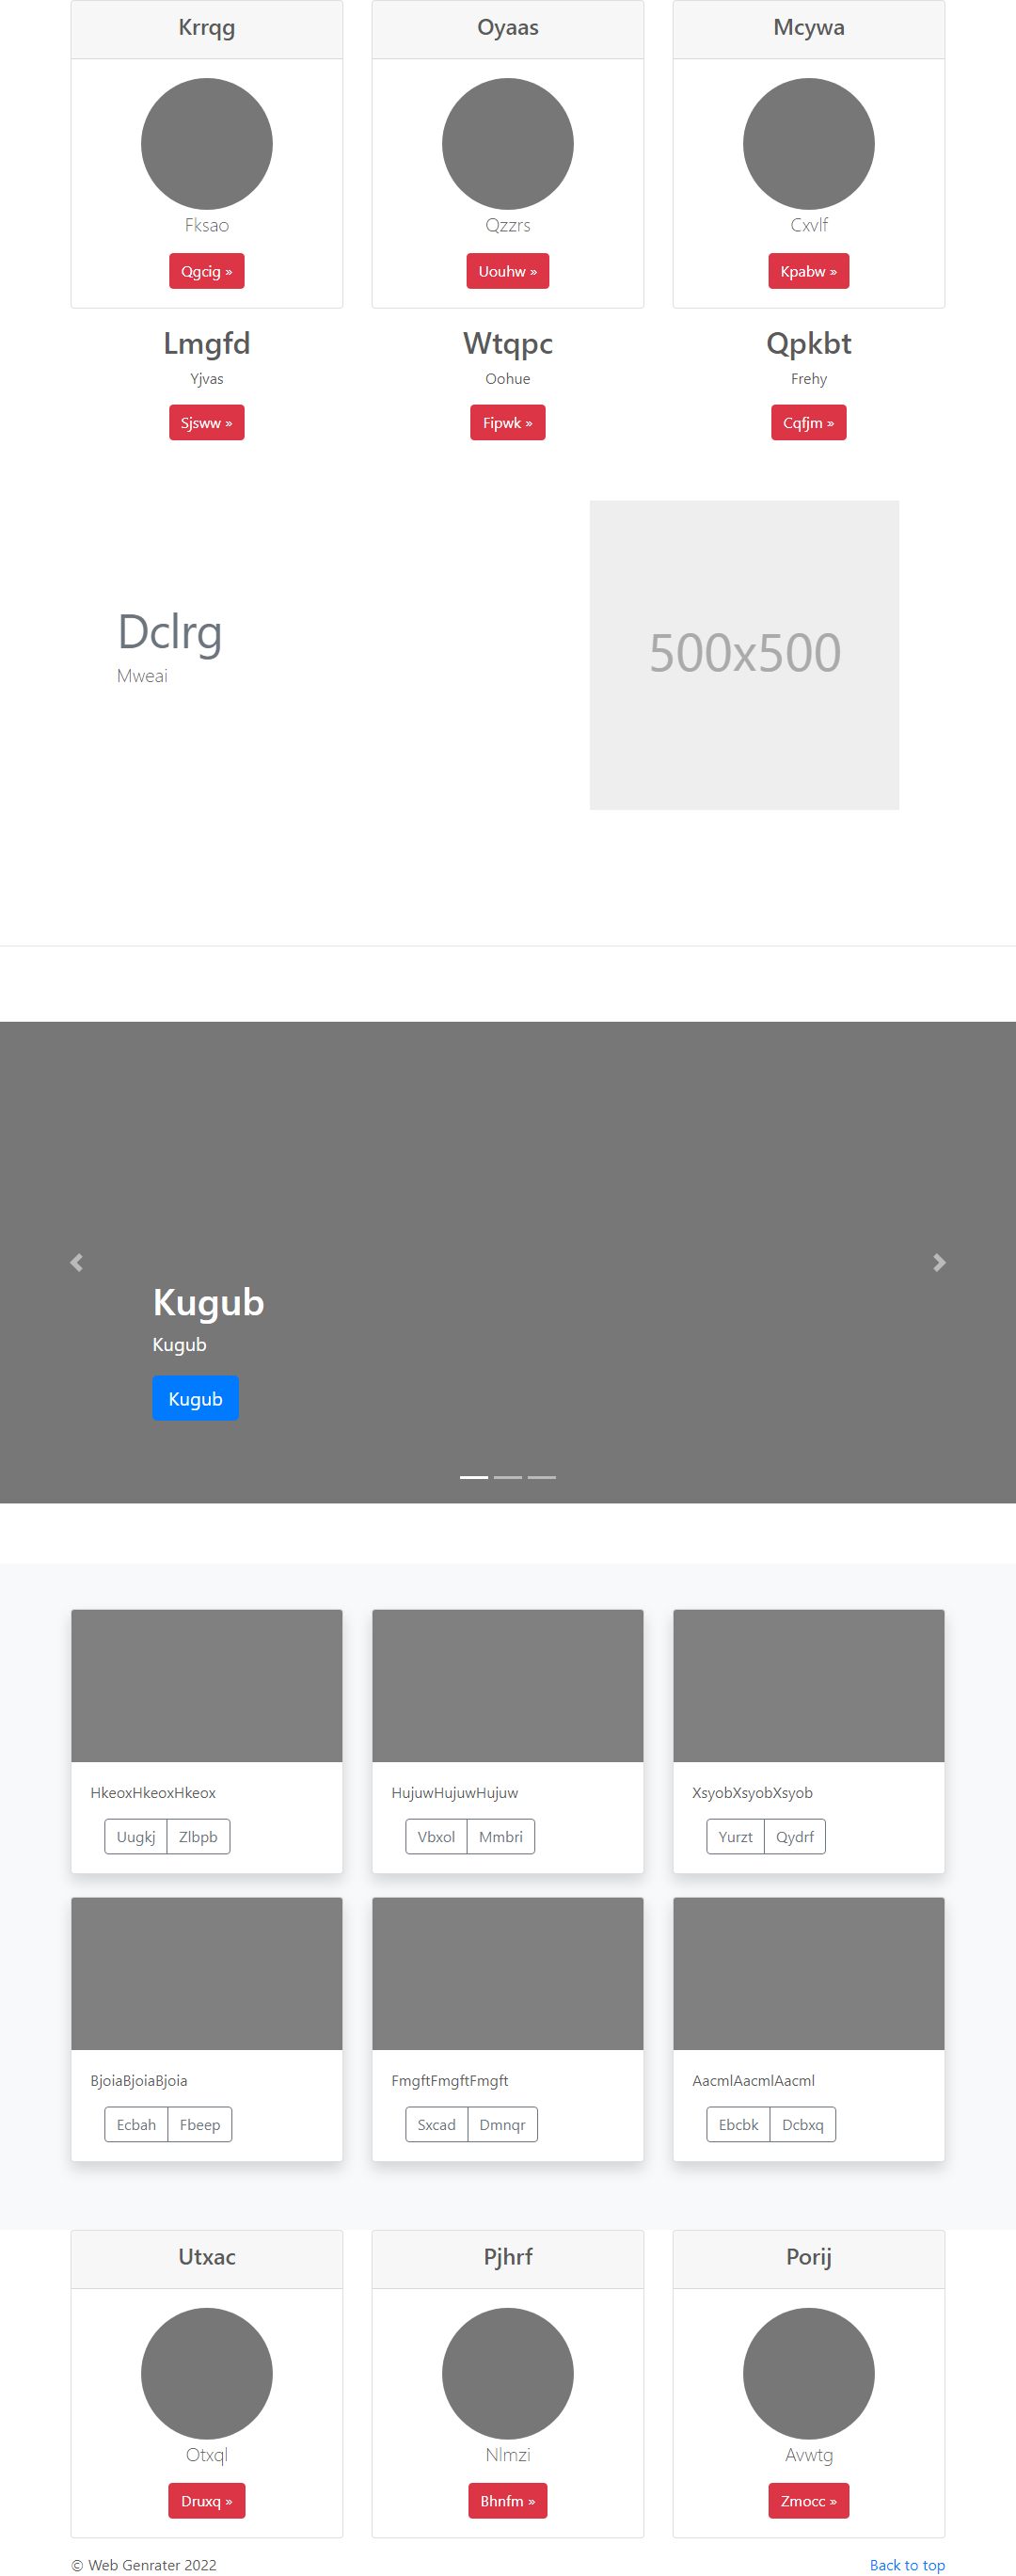 Krrqg
Oyaas
Mcywa
Fksao
Qzzrs
Cxvlf
Qgcig »
Uouhw »
Kpabw »
Lmgfd
Wtqpc
Qpkbt
Yjvas
Oohue
Frehy
Sjsww »
Fipwk »
Cqfjm »
Dclrg
Mweai
500x500
Kugub
Kugub
Kugub
HkeoxHkeoxHkeox
HujuwHujuwHujuw
XsyobXsyobXsyob
Uugkj Zlbpb
Vbxol Mmbri
Yurzt Qydrf
BjoiaBjoiaBjoia
FmgftFmgftFmgft
AacmlAacmlAacml
Ecbah Fbeep
Sxcad Dmnqr
Ebcbk Dcbxq
Utxac
Pjhrf
Porij
Otxql
Nlmzi
Avwtg
Druxq »
Bhnfm »
Zmocc »
© Web Genrater 2022
Back to top